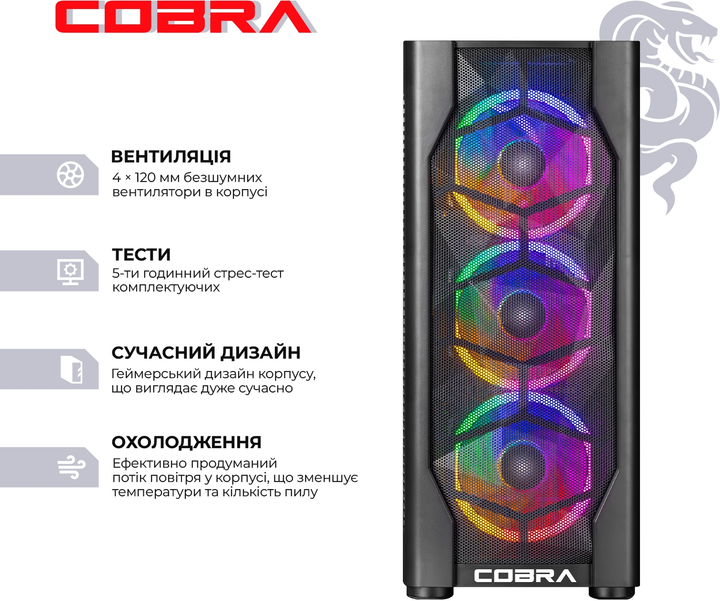 COBRA
ВЕНТИЛЯЦІЯ
4 × 120 мм безшумних
вентилятори в корпусі
ТЕСТИ
5-ти годинний стрес-тест
комплектуючих
СУЧАСНИЙ ДИЗАЙН
Геймерський дизайн корпусу,
що виглядає дуже сучасно
ОХОЛОДЖЕННЯ
Ефективно продуманий
потік повітря у корпусі, що зменшує
температури та кількість пилу
COBRA